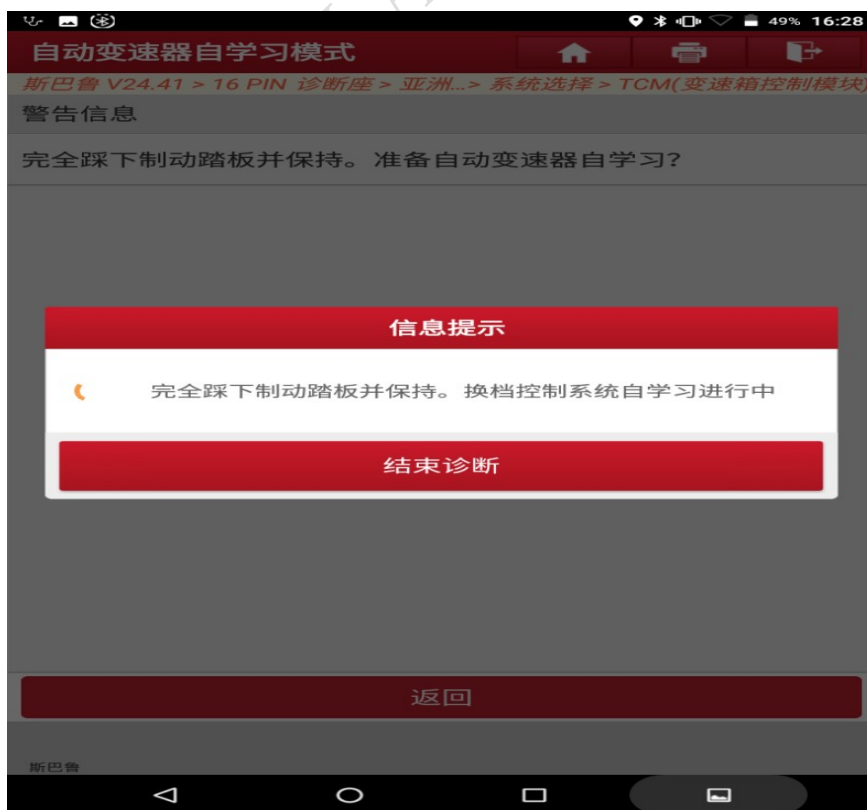 49% 16:28
自动变速器自学习模式
斯巴鲁 V24.41 > 16 PIN 诊断座 > 亚洲...> 系统选择 > TCM(变速箱控制模块)
警告信息
完全踩下制动踏板并保持。准备自动变速器自学习?
信息提示
完全踩下制动踏板并保持。换档控制系统自学习进行中
结束诊断
返回
斯巴鲁